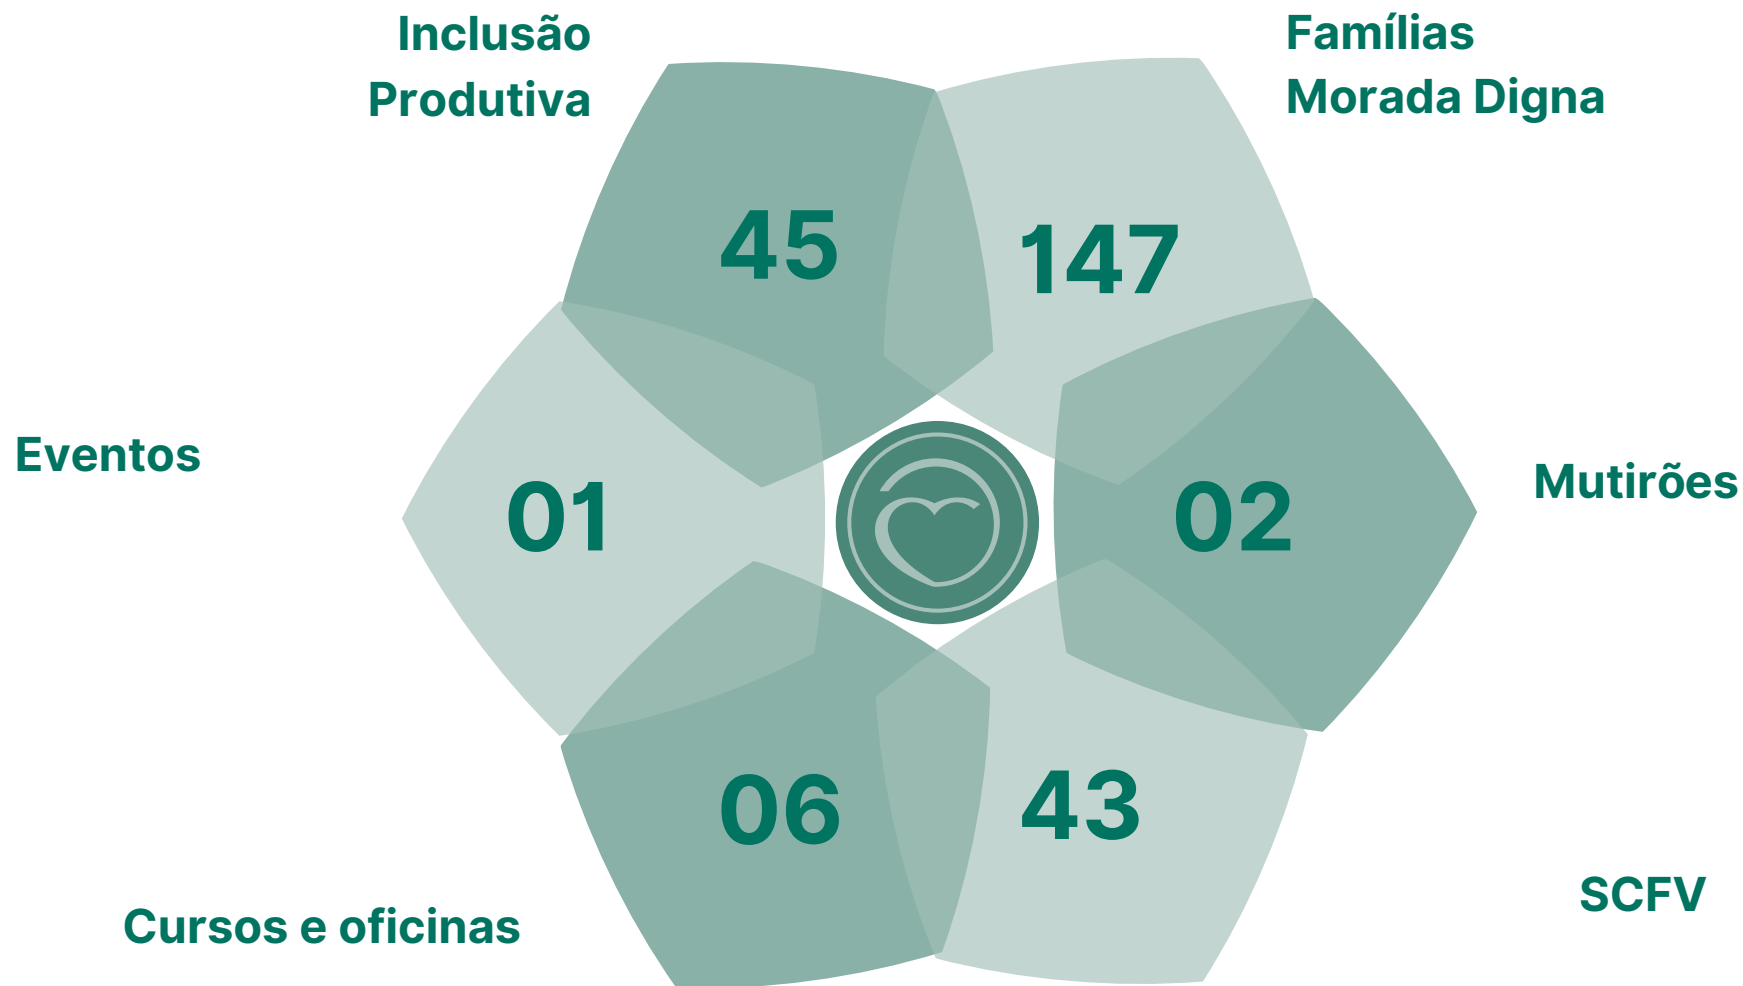 Inclusão
Produtiva
Famílias
Morada Digna
45
147
Eventos
01
02
Mutirões
06
43
Cursos e oficinas
SCFV